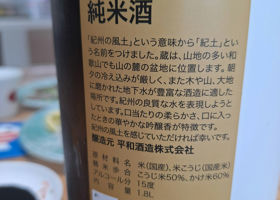 純米酒
「紀州の風土」という意味から「紀土」とい
う名前をつけました。蔵は、山地の多い和
歌山でも山の麓の盆地に位置します。朝
夕の冷え込みが厳しく、また木や山、大地
に磨かれた地下水が豊富な酒造に適した
場所です。紀州の良質な水を表現しようと
しています。口当たりの柔らかさ、口に入っ
たときの華やかな吟醸香が特徴です。
紀州の風土を感じていただければ幸いです。
醸造元 平和酒造株式会社
原材料 米(国産)、米こうじ(国産米)
精米歩合 こうじ米50%、かけ米60%
アルコール分 15度
内容量 1.8L